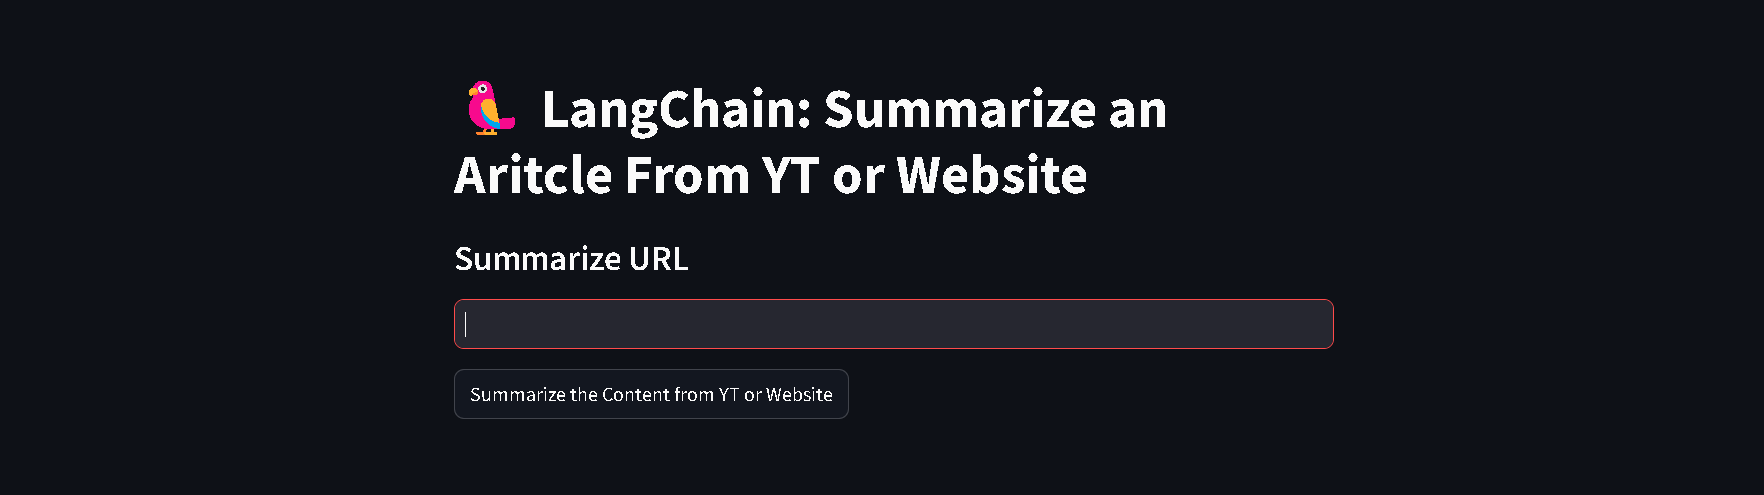 LangChain: Summarize an
Aritcle From YT or Website
Summarize URL
Summarize the Content from YT or Website